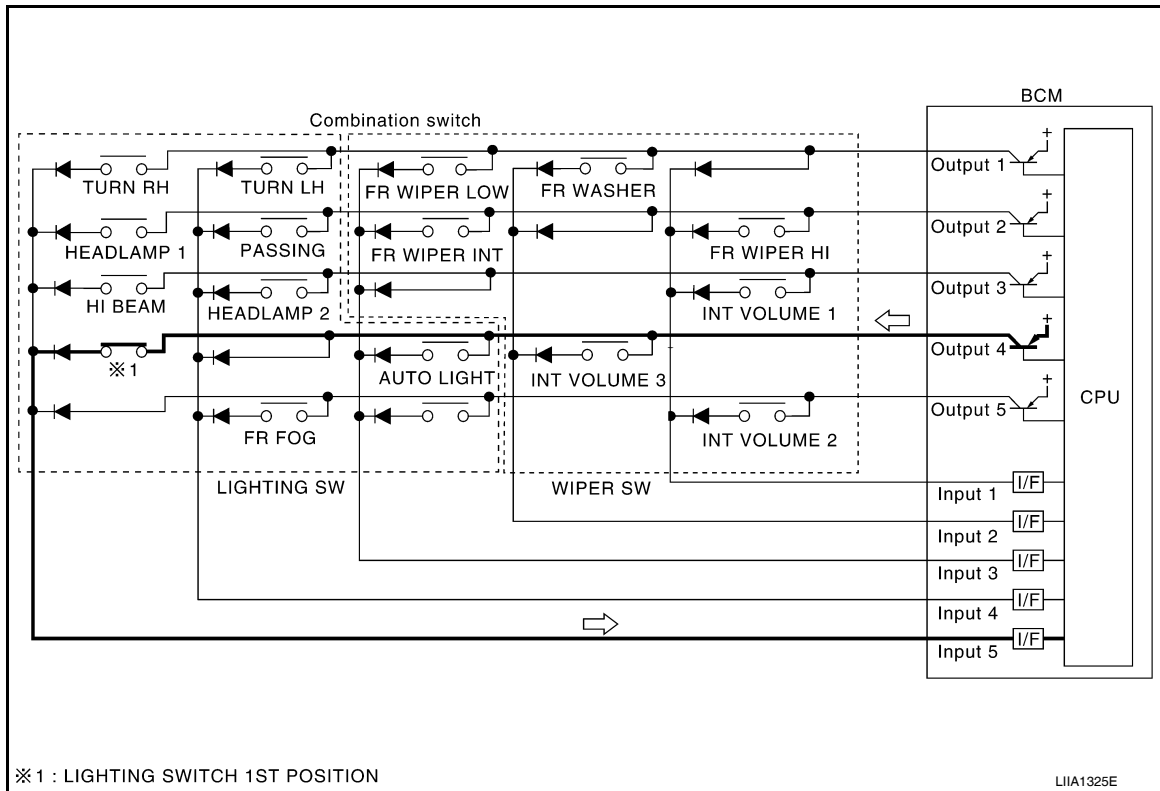 BCM
Combination switch
+
Output 1
TURN RH
TURN LH
FR WIPER LOW
FR WASHER
+
Output 2
HEADLAMP 1
PASSING
FR WIPER INT
FR WIPER HI
+
Output 3
HI BEAM
HEADLAMP 2
INT VOLUME 1
+
Output 4
※1
AUTO LIGHT
INT VOLUME 3
+
CPU
Output 5
FR FOG
INT VOLUME 2
LIGHTING SW
WIPER SW
Input 1
I/F
Input 2
I/F
Input 3
I/F
Input 4
I/F
Input 5
I/F
※1 : LIGHTING SWITCH 1ST POSITION
LIIA1325E